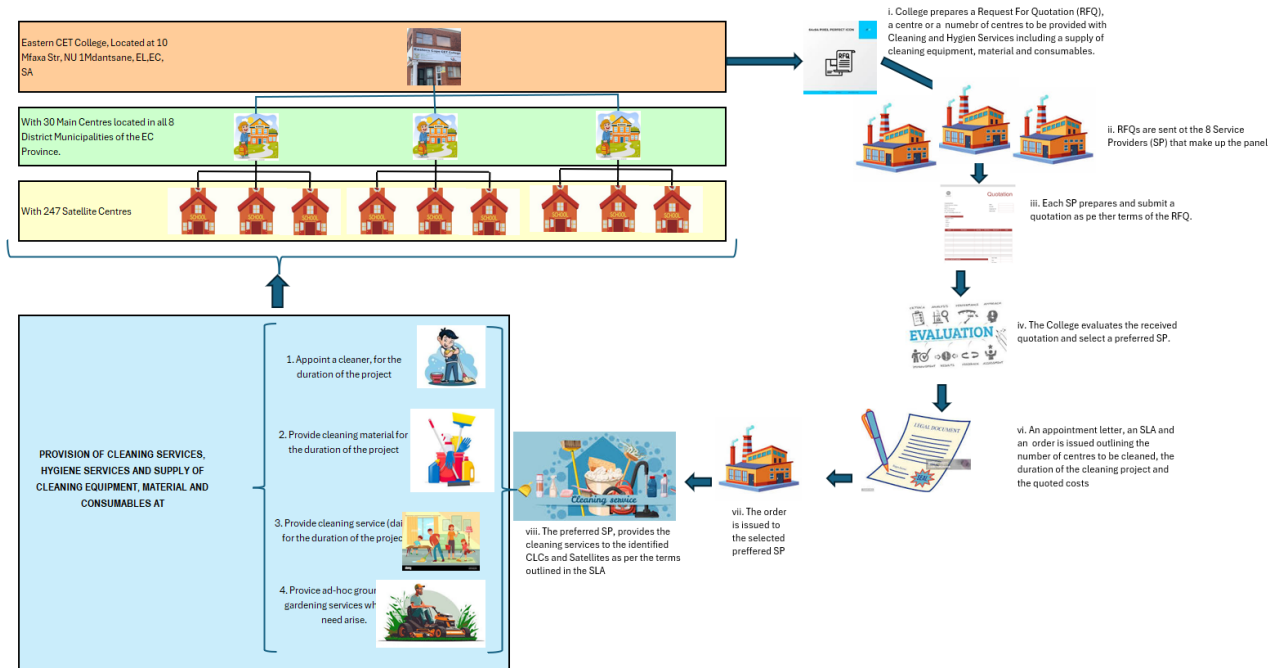 Eastern CET College, Located at 10
Mfaxa Str, NU 1Mdantsane, EL,EC,
SA
With 30 Main Centres located in all 8
District Municipalities of the EC
Province.
With 247 Satellite Centres
SCHOOL
SCHOOL
SCHOOL
SCHOOL
SCHOOL
SCHOOL
SCHOOL
SCHOOL
SCHOOL
PROVISION OF CLEANING SERVICES,
HYGIENE SERVICES AND SUPPLY OF
CLEANING EQUIPMENT, MATERIAL AND
CONSUMABLES AT
1. Appoint a cleaner, for the
duration of the project
2. Provide cleaning material for
the duration of the project
3. Provide cleaning service (dai
for the duration of the projec
4. Provice ad-hoc groun
gardening services wh
need arise.
i. College prepares a Request For Quotation (RFQ),
a centre or a numebr of centres to be provided with
Cleaning and Hygien Services including a supply of
cleaning equipment, material and consumables.
RFQ
ii. RFQs are sent ot the 8 Service
Providers (SP) that make up the panel
Quotation
iii. Each SP prepares and submit a
quotation as pe ther terms of the RFQ.
EVALUATION
iv. The College evaluates the received
quotation and select a preferred SP.
LEGAL DOCUMENT
vi. An appointment letter, an SLA and
an order is issued outlining the
number of centres to be cleaned, the
duration of the cleaning project and
the quoted costs
vii. The order
is issued to
the selected
preffered SP
Cleaning service
viii. The preferred SP, provides the
cleaning services to the identified
CLCs and Satellites as per the terms
outlined in the SLA